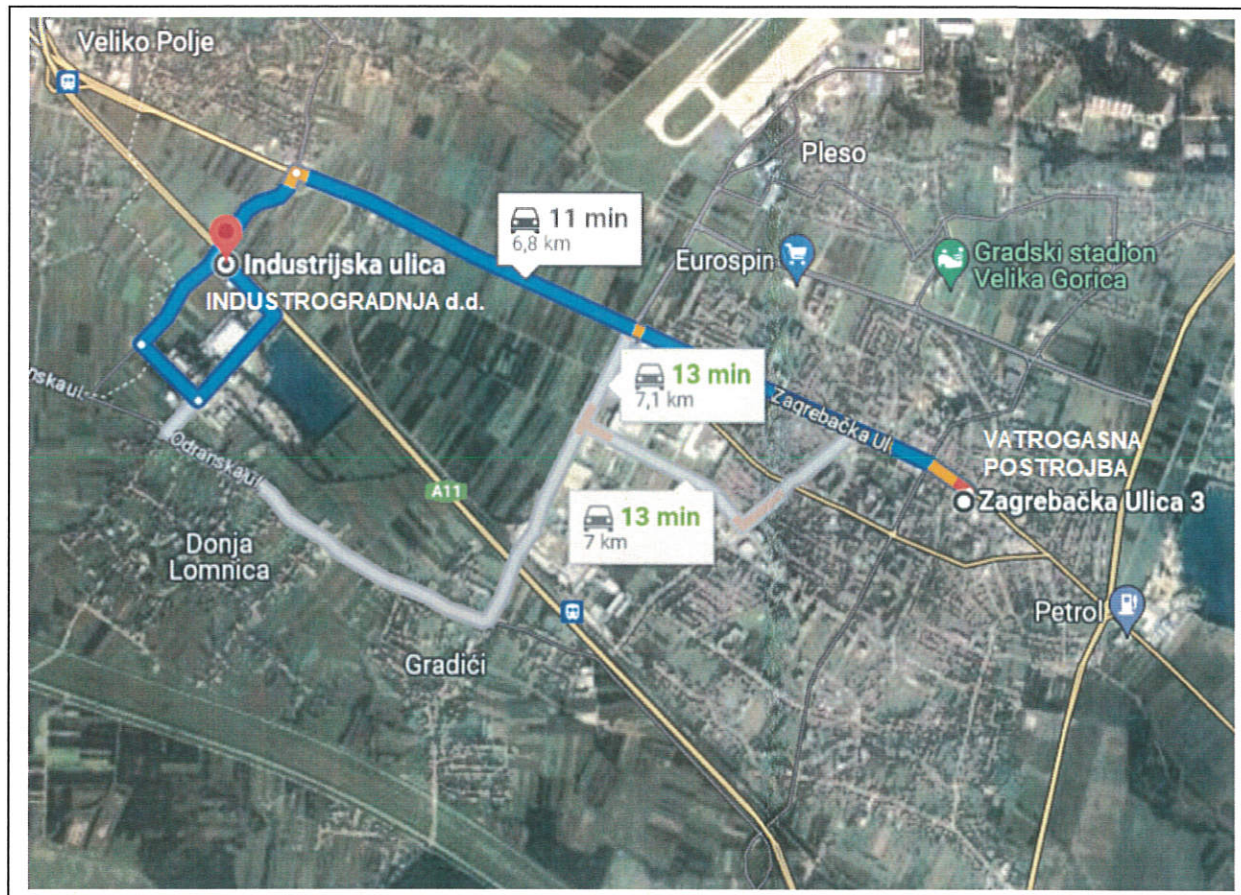 Veliko Polje
Pleso
11 min
6,8 km
Eurospin
Gradski stadion
Velika Gorica
Industrijska ulica
INDUSTROGRADNJA d.d.
13 min
7,1 km
Zagrebačka Ul
nska ul.
Odranska ul
VATROGASNA
POSTROJBA
Zagrebačka Ulica 3
A11
13 min
7 km
Donja
Lomnica
Petrol
Gradići